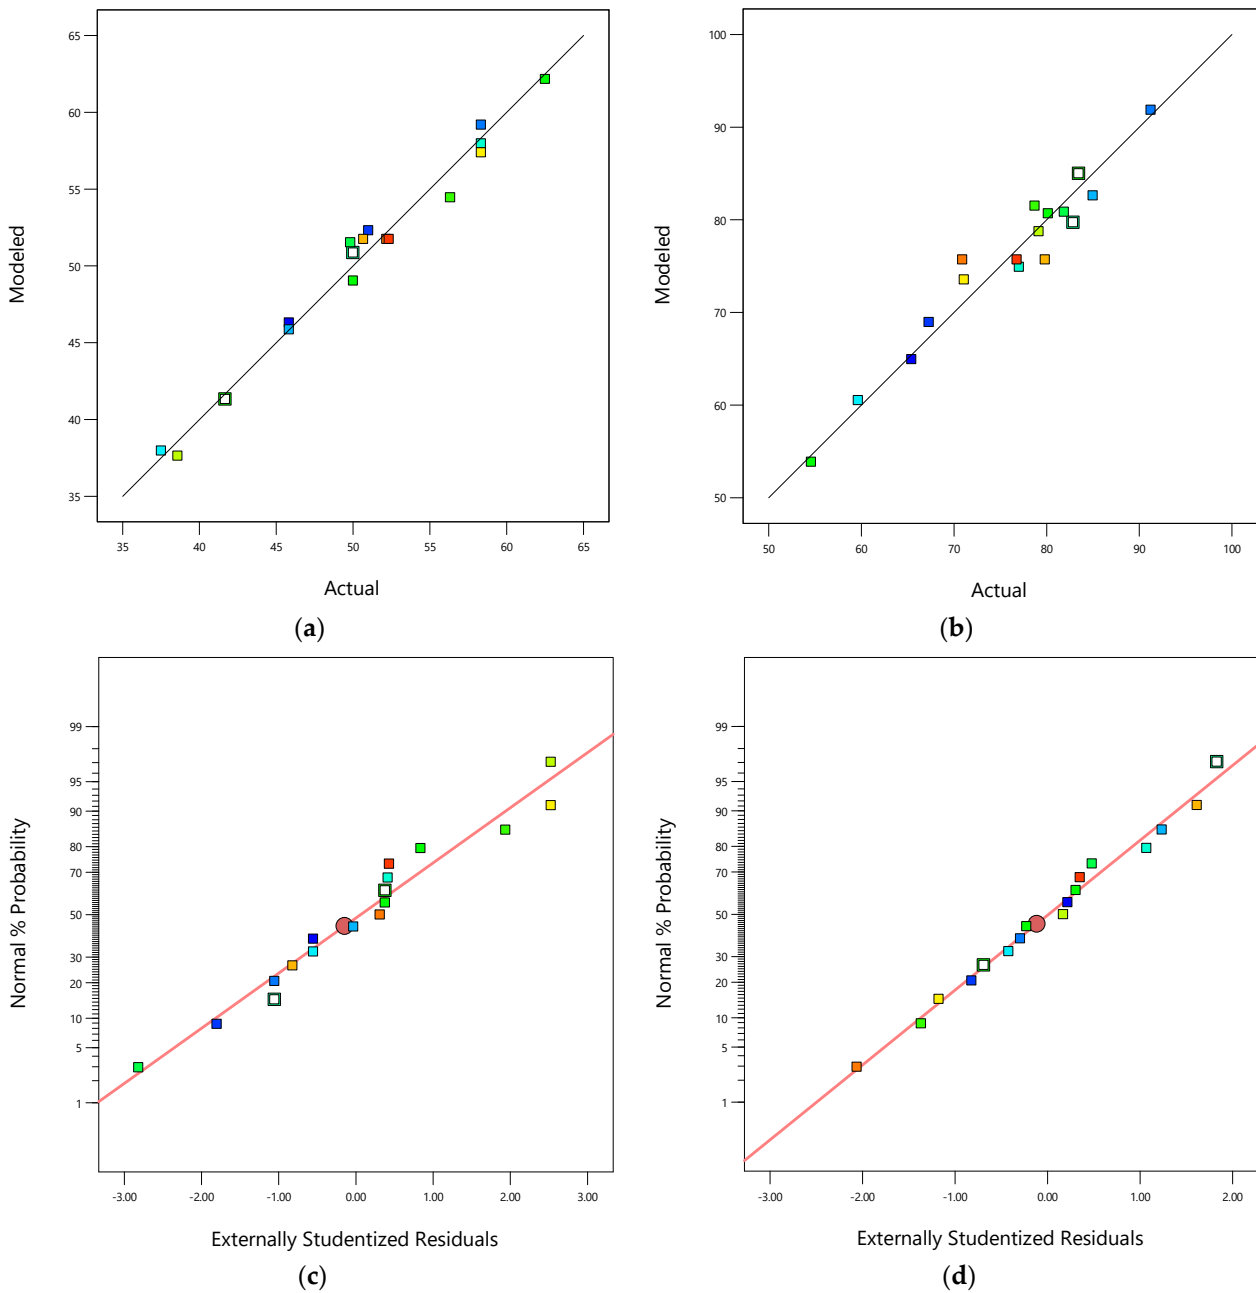 65
60
55
50
45
40
35
Modeled
35 40 45 50 55 60 65
Actual
(a)
100
90
80
70
60
50
Modeled
50 60 70 80 90 100
Actual
(b)
99
95
90
80
70
50
30
20
10
5
1
Normal % Probability
-3.00 -2.00 -1.00 0.00 1.00 2.00 3.00
Externally Studentized Residuals
(c)
99
95
90
80
70
50
30
20
10
5
1
Normal % Probability
-3.00 -2.00 -1.00 0.00 1.00 2.00
Externally Studentized Residuals
(d)